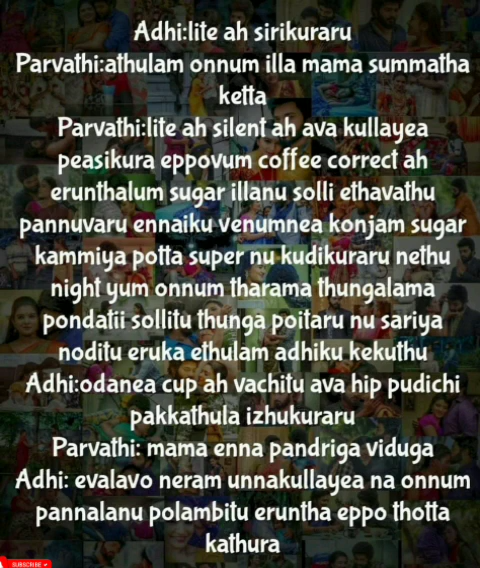 Adhi:lite ah sirikuraru
Parvathi:athulam onnum illa mama summatha
ketta
Parvathi:lite ah silent ah ava kullayea
peasikura eppovum coffee correct ah
erunthalum sugar illanu solli ethavathu
pannuvaru ennaiku venumnea konjam sugar
kammiya potta super nu kudikuraru nethu
night yum onnum tharama thungalama
pondatii sollitu thunga poitaru nu sariya
noditu eruka ethulam adhiku kekuthu
Adhi:odanea cup ah vachitu ava hip pudichi
pakkathula izhukuraru
Parvathi: mama enna pandriga viduga
Adhi: evalavo neram unnakullayea na onnum
pannalanu polambitu eruntha eppo thotta
kathura
SUBSCRIBE